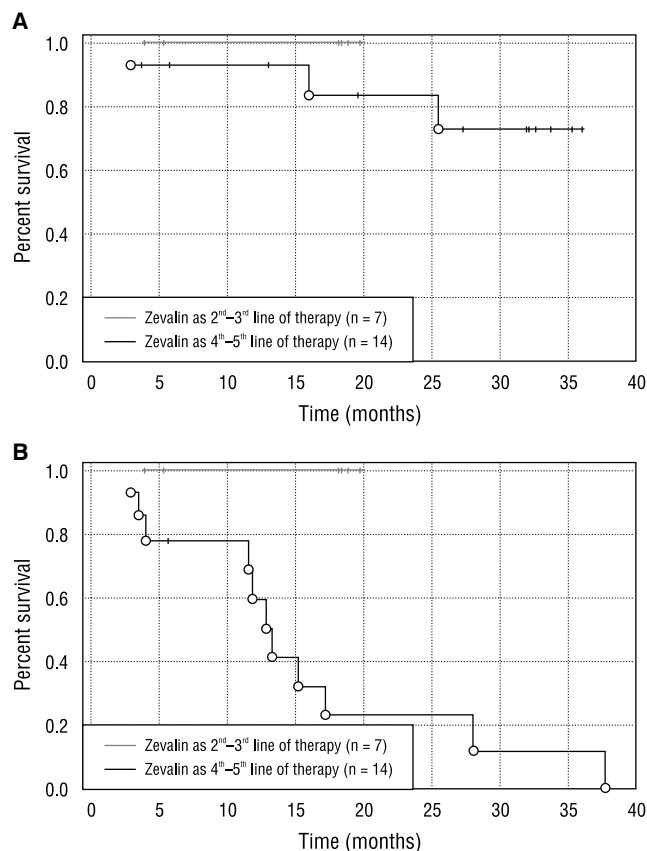 A
Percent survival
1.0
0.8
0.6
0.4
0.2
0.0
Zevalin as 2nd–3rd line of therapy (n = 7)
Zevalin as 4th–5th line of therapy (n = 14)
0 5 10 15 20 25 30 35 40
Time (months)
B
Percent survival
1.0
0.8
0.6
0.4
0.2
0.0
Zevalin as 2nd–3rd line of therapy (n = 7)
Zevalin as 4th–5th line of therapy (n = 14)
0 5 10 15 20 25 30 35 40
Time (months)